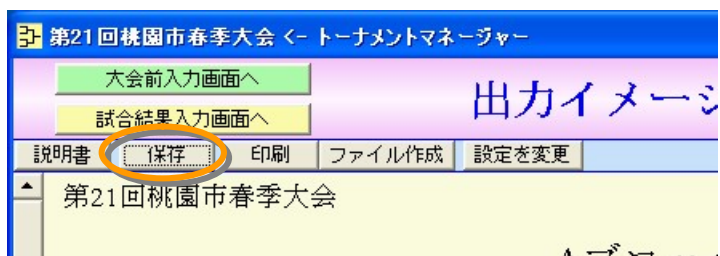 第21回桃園市春季大会 <- トーナメントマネージャー
大会前入力画面へ
試合結果入力画面へ
出力イメージ
説明書 保存 印刷 ファイル作成 設定を変更
第21回桃園市春季大会